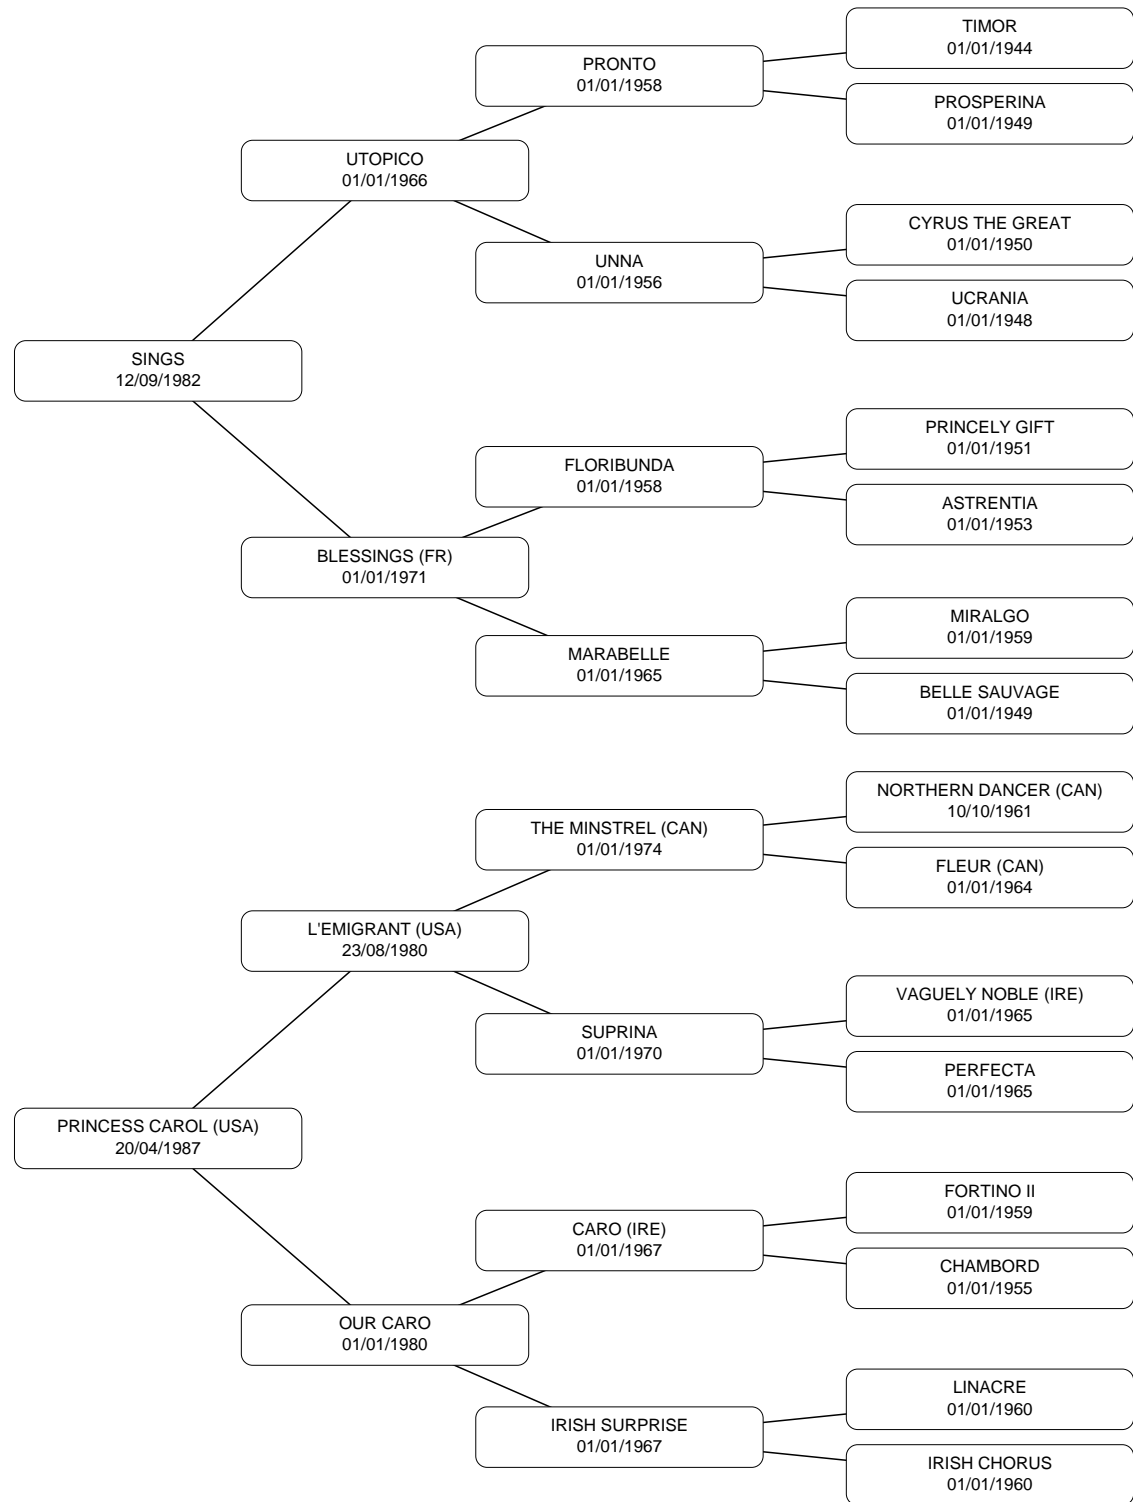 TIMOR
01/01/1944
PRONTO
01/01/1958
PROSPERINA
01/01/1949
UTOPICO
01/01/1966
CYRUS THE GREAT
01/01/1950
UNNA
01/01/1956
UCRANIA
01/01/1948
SINGS
12/09/1982
PRINCELY GIFT
01/01/1951
FLORIBUNDA
01/01/1958
ASTRENTIA
01/01/1953
BLESSINGS (FR)
01/01/1971
MIRALGO
01/01/1959
MARABELLE
01/01/1965
BELLE SAUVAGE
01/01/1949
NORTHERN DANCER (CAN)
10/10/1961
THE MINSTREL (CAN)
01/01/1974
FLEUR (CAN)
01/01/1964
L'EMIGRANT (USA)
23/08/1980
VAGUELY NOBLE (IRE)
01/01/1965
SUPRINA
01/01/1970
PERFECTA
01/01/1965
PRINCESS CAROL (USA)
20/04/1987
FORTINO II
01/01/1959
CARO (IRE)
01/01/1967
CHAMBORD
01/01/1955
OUR CARO
01/01/1980
LINACRE
01/01/1960
IRISH SURPRISE
01/01/1967
IRISH CHORUS
01/01/1960